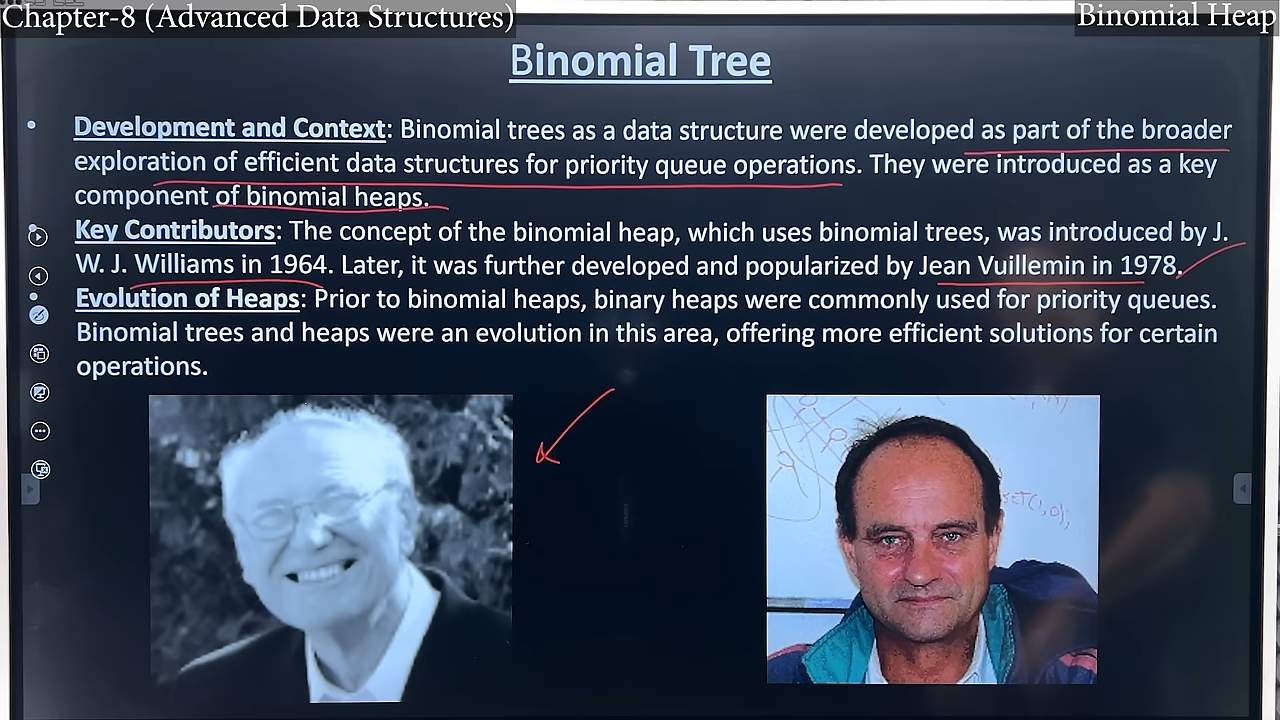 Chapter-8 (Advanced Data Structures)
Binomial Heap
Binomial Tree
• Development and Context: Binomial trees as a data structure were developed as part of the broader
exploration of efficient data structures for priority queue operations. They were introduced as a key
component of binomial heaps.
Key Contributors: The concept of the binomial heap, which uses binomial trees, was introduced by J.
W. J. Williams in 1964. Later, it was further developed and popularized by Jean Vuillemin in 1978.
Evolution of Heaps: Prior to binomial heaps, binary heaps were commonly used for priority queues.
Binomial trees and heaps were an evolution in this area, offering more efficient solutions for certain
operations.